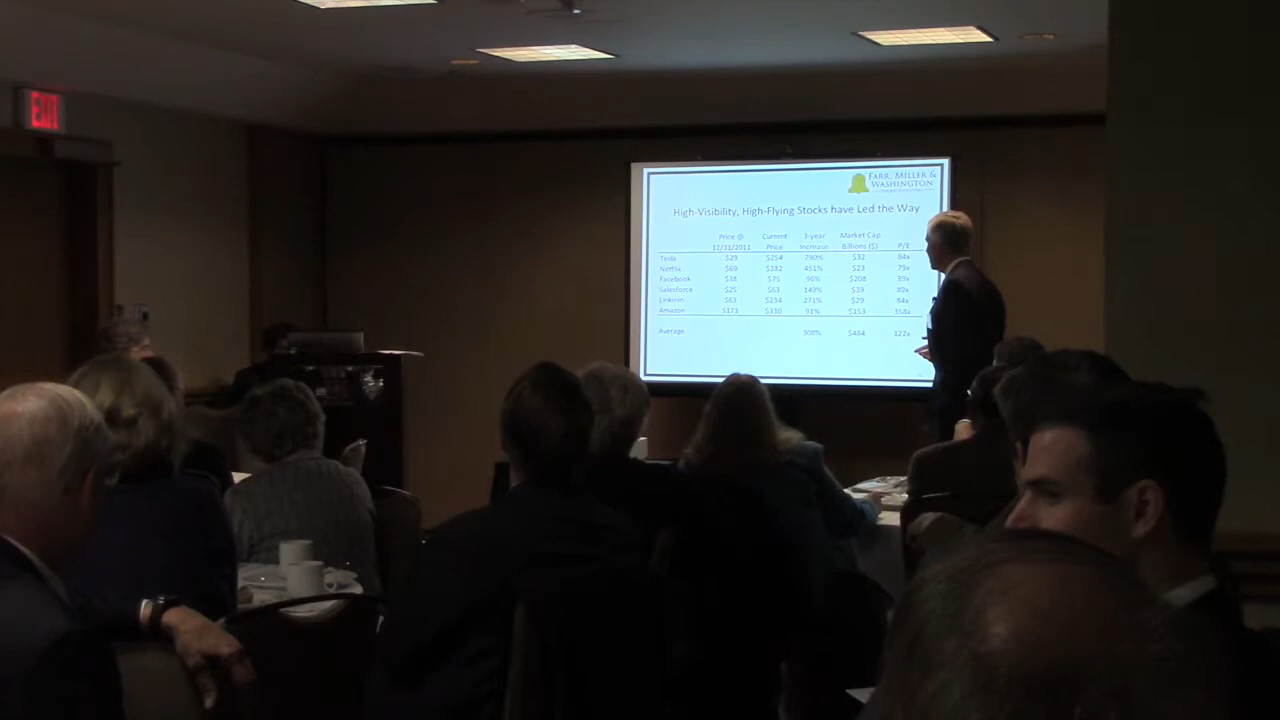 EXIT
FARR, MILLER &
WASHINGTON
High-Visibility, High-Flying Stocks have Led the Way
Price @ Current 3-year Market Cap
12/31/2011 Price Increase Billions ($) P/E
Tesla $29 $254 790% $32 84x
Netflix $69 $382 451% $23 79x
Facebook $38 $75 96% $208 39x
Salesforce $25 $63 149% $39 89x
LinkedIn $63 $234 271% $29 84x
Amazon $173 $330 91% $153 358x
Average 308% $484 122x